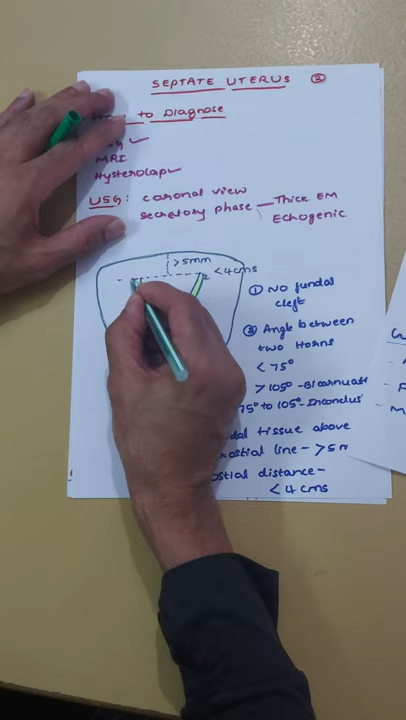 SEPTATE UTERUS ②
to Diagnose
MRI
Hysterolap ✓
USG : coronal view
secretory phase — Thick EM
Echogenic
> 5mm
< 4cms
① No fundal
cleft
② Angle between
two Horns
< 75°
> 105° - Bicornuate
75° to 105° - Inconclus
tissue above
line - > 5
distance -
< 4 cms